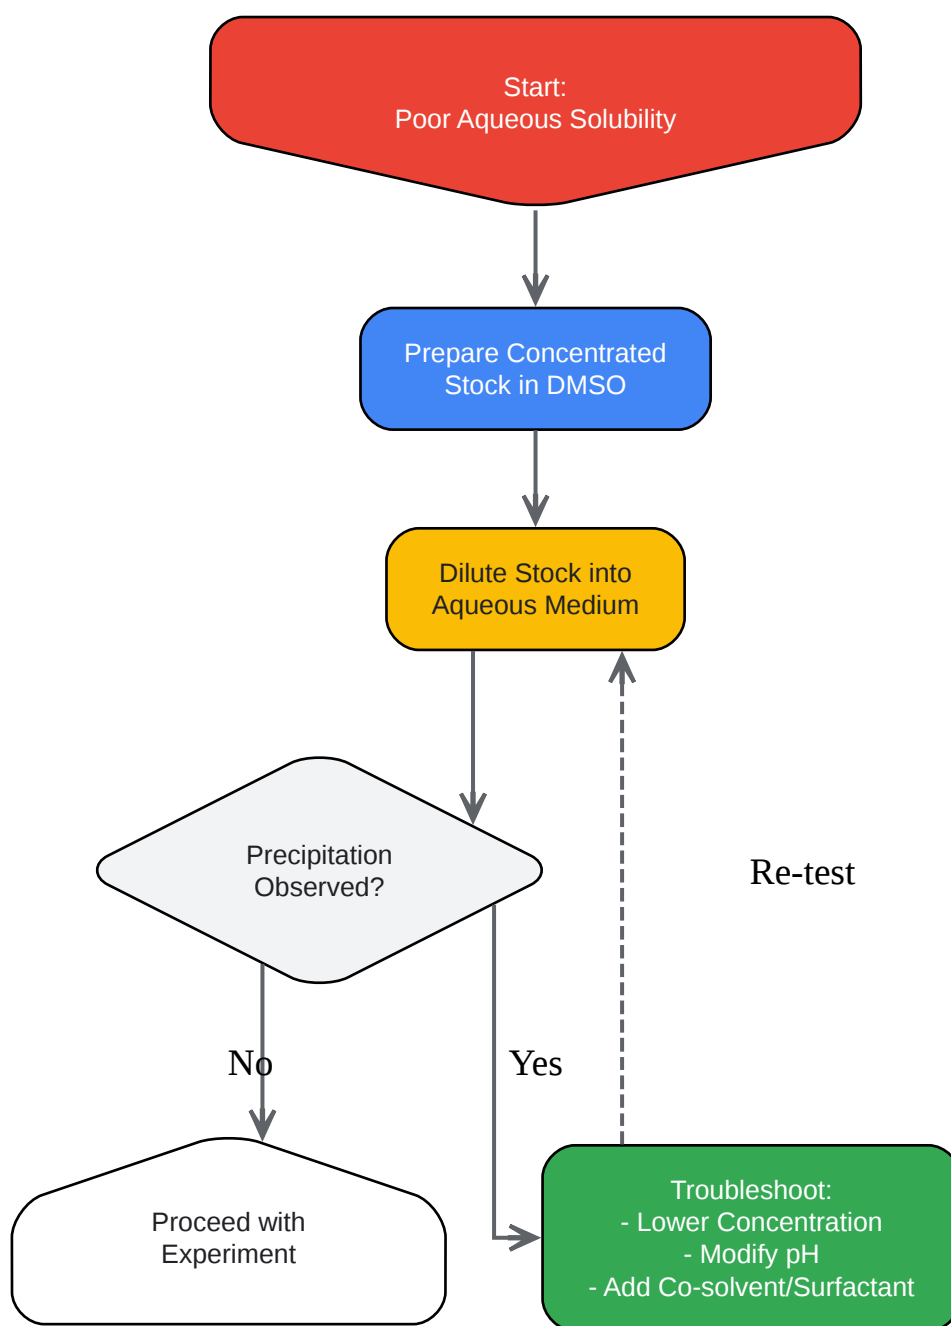 Start:
Poor Aqueous Solubility
Prepare Concentrated
Stock in DMSO
Dilute Stock into
Aqueous Medium
Precipitation
Observed?
Re-test
No
Yes
Proceed with
Experiment
Troubleshoot:
- Lower Concentration
- Modify pH
- Add Co-solvent/Surfactant